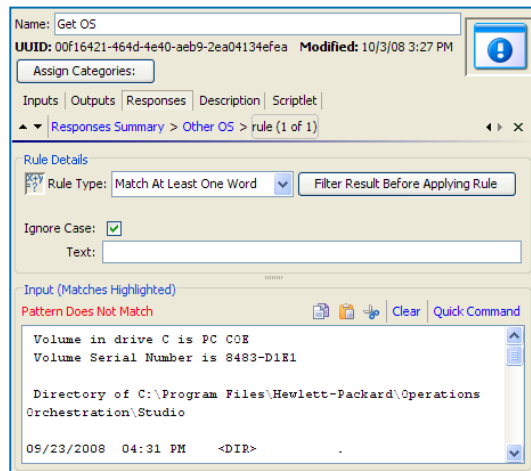 Name: Get OS
UUID: 00f16421-464d-4e40-aeb9-2ea04134efea Modified: 10/3/08 3:27 PM
Assign Categories:
Inputs Outputs Responses Description Scriptlet
Responses Summary > Other OS > rule (1 of 1)
Rule Details
X+y
=?
Rule Type: Match At Least One Word Filter Result Before Applying Rule
Ignore Case:
Text:
Input (Matches Highlighted)
Pattern Does Not Match Clear Quick Command
Volume in drive C is PC COE
Volume Serial Number is 8483-D1E1
Directory of C:\Program Files\Hewlett-Packard\Operations
Orchestration\Studio
09/23/2008 04:31 PM <DIR> .